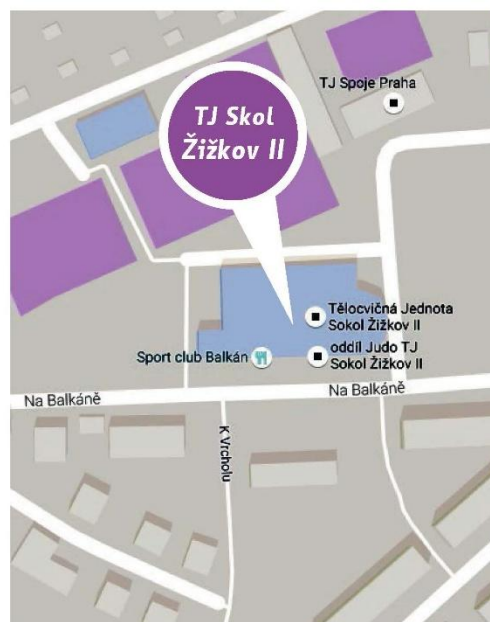 TJ Spoje Praha
TJ Skol
Žižkov II
Tělocvičná Jednota
Sokol Žižkov II
Sport club Balkán
oddíl Judo TJ
Sokol Žižkov II
Na Balkáně
Na Balkáně
K Vrcholu